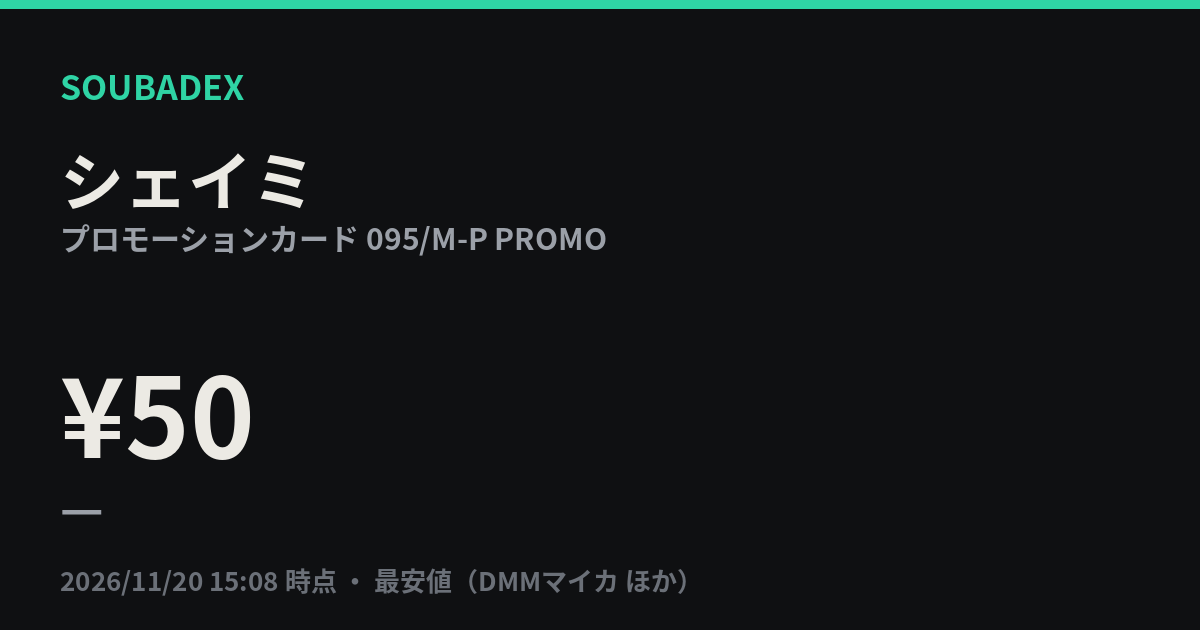 SOUBADEX
シェイミ
プロモーションカード 095/M-P PROMO
¥50
—
2026/11/20 15:08 時点 ・ 最安値（DMMマイカ ほか）